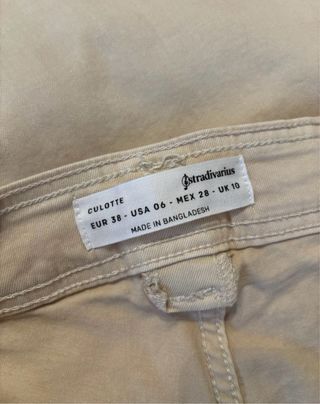 stradivarius
CULOTTE
EUR 38 - USA 06 - MEX 28 - UK 10
MADE IN BANGLADESH